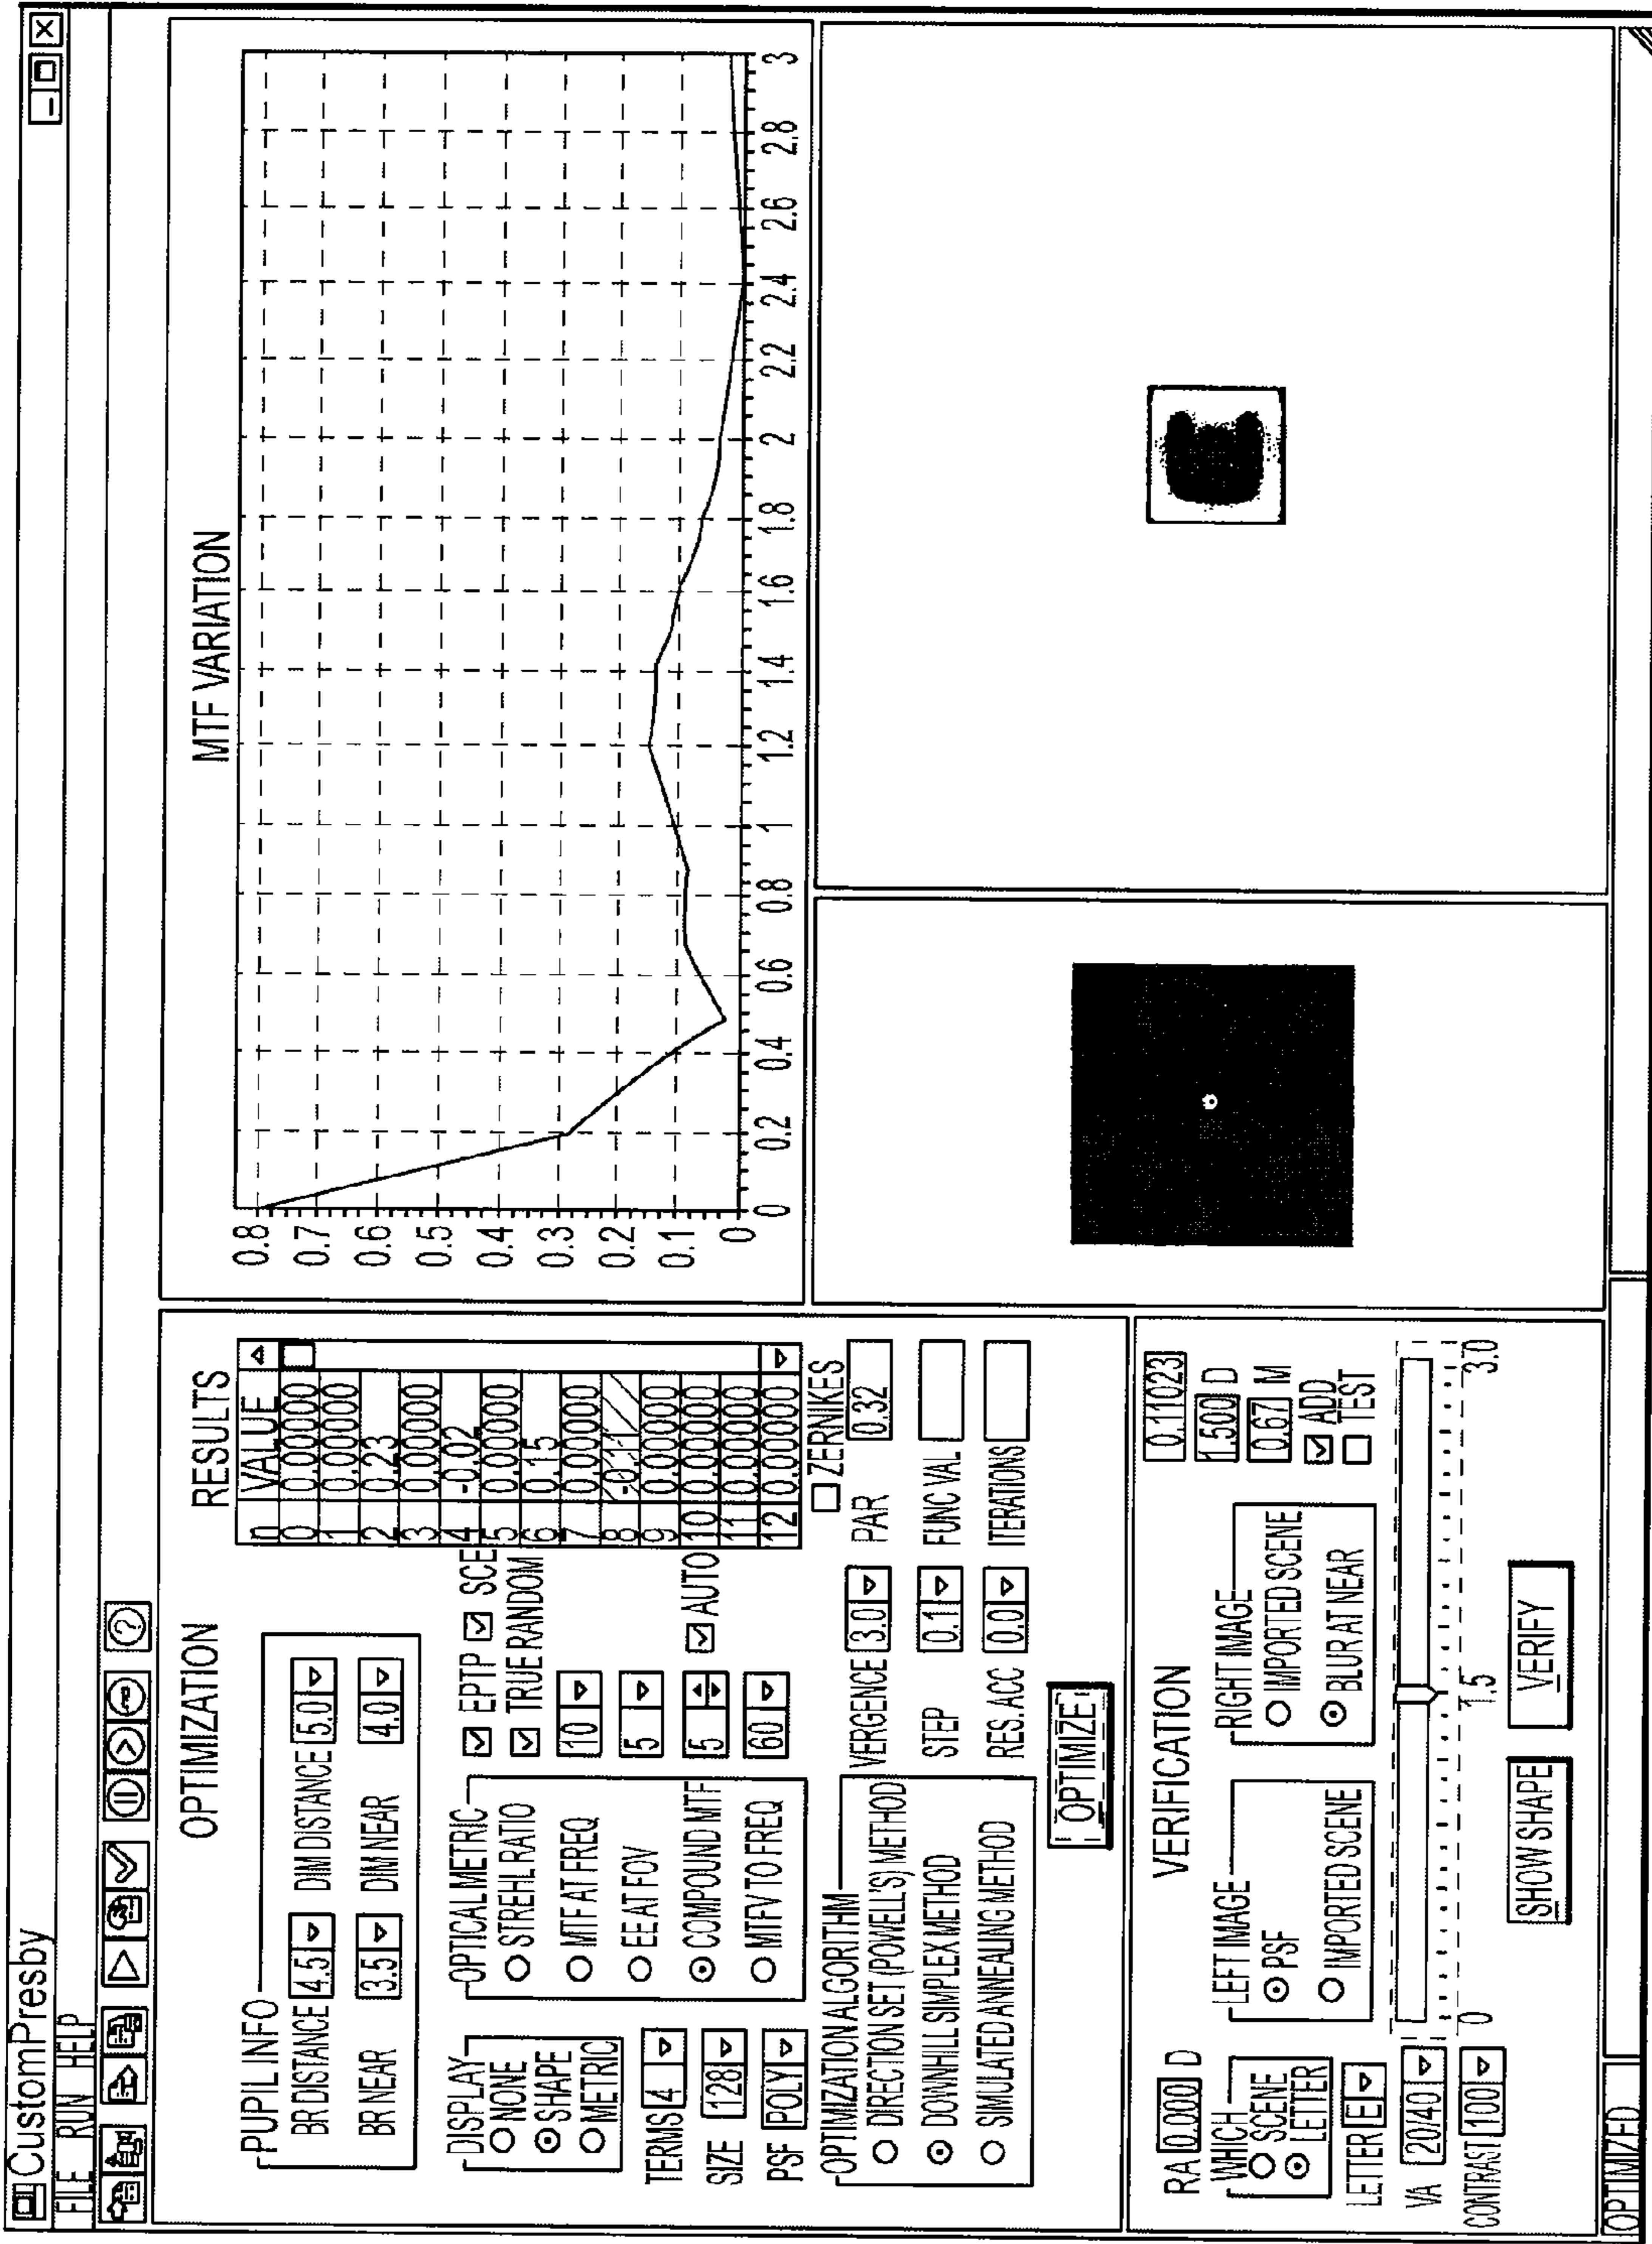 CustomPresby
FILE RUN HELP
OPTIMIZATION
PUPIL INFO
BR DISTANCE 4.5 DIM DISTANCE 5.0
BR NEAR 3.5 DIM NEAR 4.0
DISPLAY
NONE
SHAPE
METRIC
TERMS 4
SIZE 128
PSF POLY
OPTICAL METRIC
STREHL RATIO
MTF AT FREQ
EE AT FOV
COMPOUND MTF
MTFV TO FREQ
EPTP SCE
TRUE RANDOM
10
5
5 AUTO
60
RESULTS
n VALUE
0 0.00000
1 0.00000
2 0.23
3 0.00000
4 -0.02
5 0.00000
6 0.15
7 0.00000
8 -0.11
9 0.00000
10 0.00000
11 0.00000
12 0.00000
ZERNIKES
OPTIMIZATION ALGORITHM
DIRECTION SET (POWELL'S) METHOD
DOWNHILL SIMPLEX METHOD
SIMULATED ANNEALING METHOD
VERGENCE 3.0 PAR 0.32
STEP 0.1 FUNC VAL
RES. ACC 0.0 ITERATIONS
OPTIMIZE
VERIFICATION
RA 0.000 D
WHICH
SCENE
LETTER
LETTER E
VA 20/40
CONTRAST 100
LEFT IMAGE
PSF
IMPORTED SCENE
RIGHT IMAGE
IMPORTED SCENE
BLUR AT NEAR
0.11023
1.500 D
0.67 M
ADD
TEST
0 1.5 3.0
SHOW SHAPE VERIFY
OPTIMIZED
MTF VARIATION
0.8
0.7
0.6
0.5
0.4
0.3
0.2
0.1
0
0 0.2 0.4 0.6 0.8 1 1.2 1.4 1.6 1.8 2 2.2 2.4 2.6 2.8 3
E